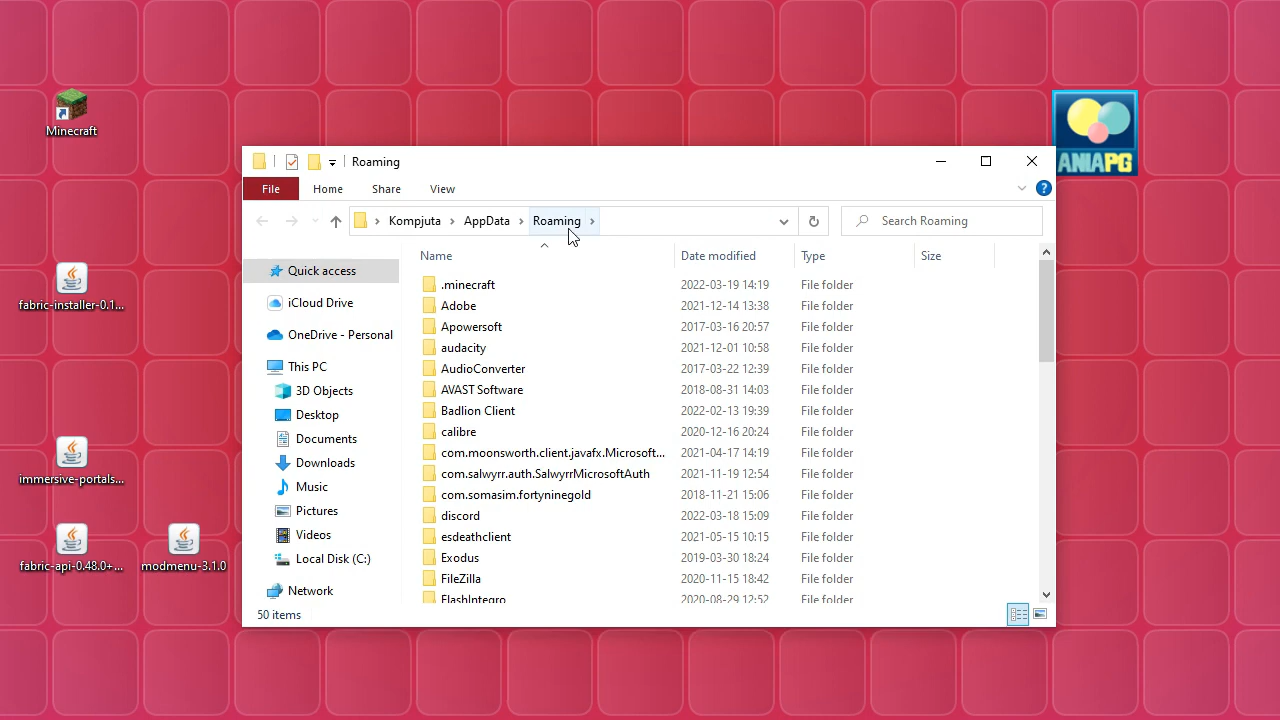 Minecraft
fabric-installer-0.1...
immersive-portals...
fabric-api-0.48.0+...
modmenu-3.1.0
ANIAPG
Roaming
File Home Share View
Kompjuta AppData Roaming
Search Roaming
Name Date modified Type Size
Quick access
iCloud Drive
OneDrive - Personal
This PC
3D Objects
Desktop
Documents
Downloads
Music
Pictures
Videos
Local Disk (C:)
Network
.minecraft 2022-03-19 14:19 File folder
Adobe 2021-12-14 13:38 File folder
Apowersoft 2017-03-16 20:57 File folder
audacity 2021-12-01 10:58 File folder
AudioConverter 2017-03-22 12:39 File folder
AVAST Software 2018-08-31 14:03 File folder
Badlion Client 2022-02-13 19:39 File folder
calibre 2020-12-16 20:24 File folder
com.moonsworth.client.javafx.Microsoft... 2021-04-17 14:19 File folder
com.salwyrr.auth.SalwyrrMicrosoftAuth 2021-11-19 12:54 File folder
com.somasim.fortyninegold 2018-11-21 15:06 File folder
discord 2022-03-18 15:09 File folder
esdeathclient 2021-05-15 10:15 File folder
Exodus 2019-03-30 18:24 File folder
FileZilla 2020-11-15 18:42 File folder
FlashIntegro 2020-08-29 12:52 File folder
50 items